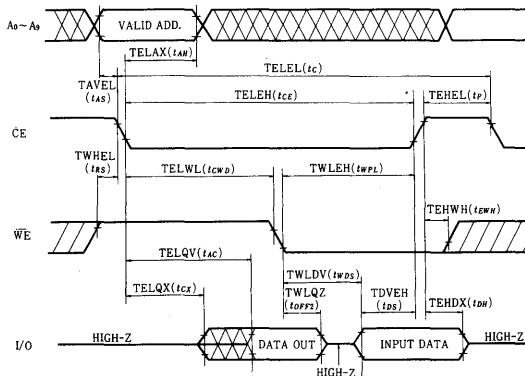 A₀ ~ A₉ VALID ADD.
TELAX(tAH)
TELEL(tC)
TAVEL
(tAS)
TELEH(tCE)
TEHEL(tP)
CE
TWHEL
(tRS)
TELWL(tCWD)
TWLEH(tWPL)
TEHWH(tEWH)
WE
TELQV(tAC)
TWLDV(tWDS)
TELQX(tCX)
TWLQZ
(tOFF2)
TDVEH
(tDS)
TEHDX(tDH)
I/O HIGH-Z DATA OUT INPUT DATA HIGH-Z
HIGH-Z